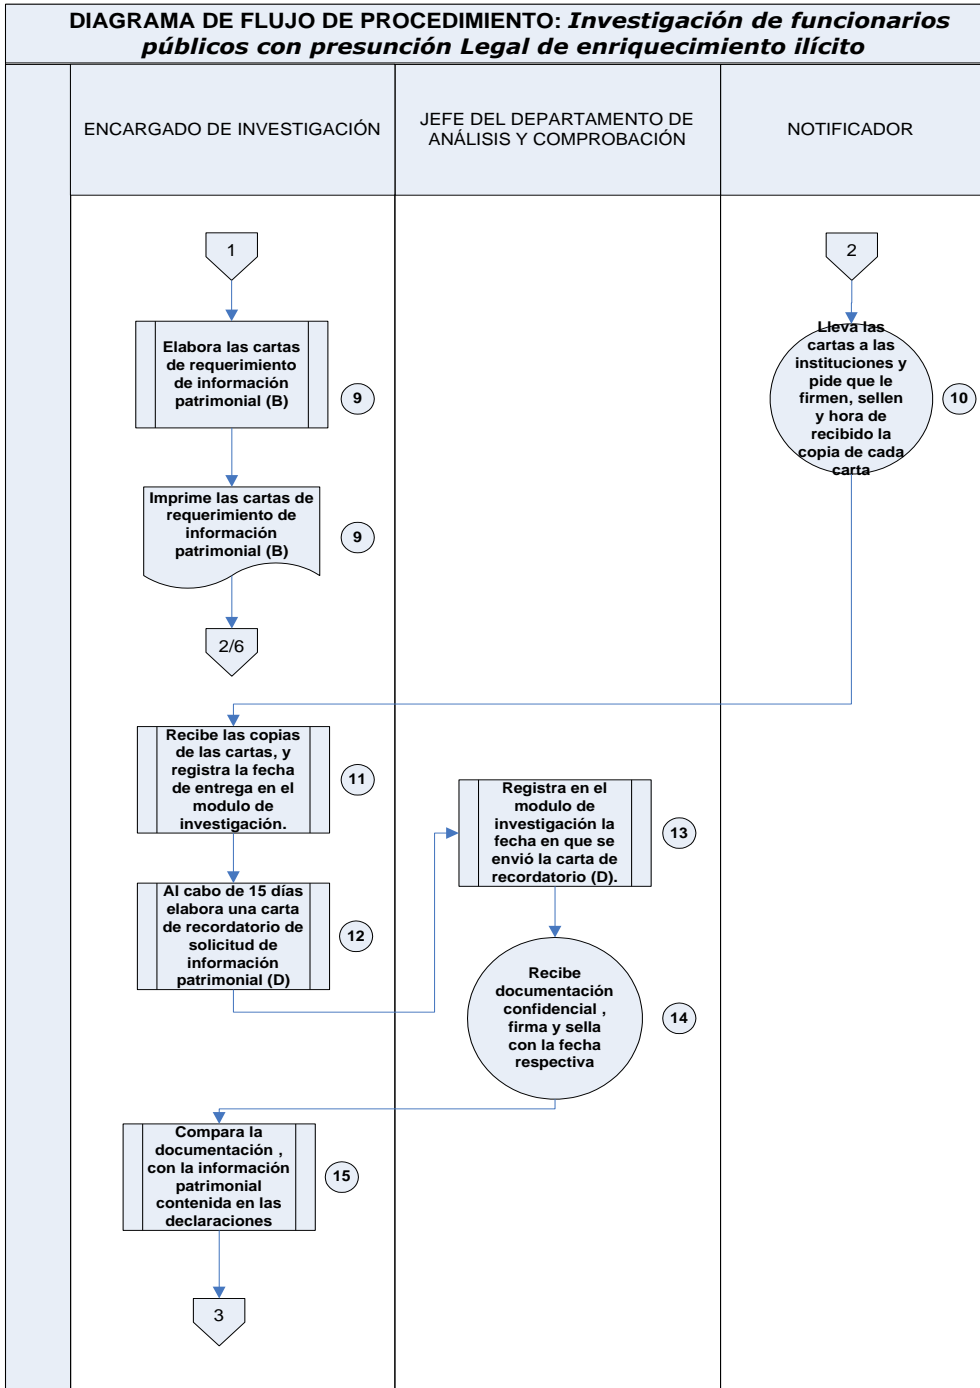 DIAGRAMA DE FLUJO DE PROCEDIMIENTO: Investigación de funcionarios
públicos con presunción Legal de enriquecimiento ilícito
ENCARGADO DE INVESTIGACIÓN
JEFE DEL DEPARTAMENTO DE
ANÁLISIS Y COMPROBACIÓN
NOTIFICADOR
1
Elabora las cartas
de requerimiento
de información
patrimonial (B)
9
Imprime las cartas de
requerimiento de
información
patrimonial (B)
9
2/6
2
Lleva las
cartas a las
instituciones y
pide que le
firmen, sellen
y hora de
recibido la
copia de cada
carta
10
Recibe las copias
de las cartas, y
registra la fecha
de entrega en el
modulo de
investigación.
11
Al cabo de 15 días
elabora una carta
de recordatorio de
solicitud de
información
patrimonial (D)
12
Registra en el
modulo de
investigación la
fecha en que se
envió la carta de
recordatorio (D).
13
Recibe
documentación
confidencial ,
firma y sella
con la fecha
respectiva
14
Compara la
documentación ,
con la información
patrimonial
contenida en las
declaraciones
15
3